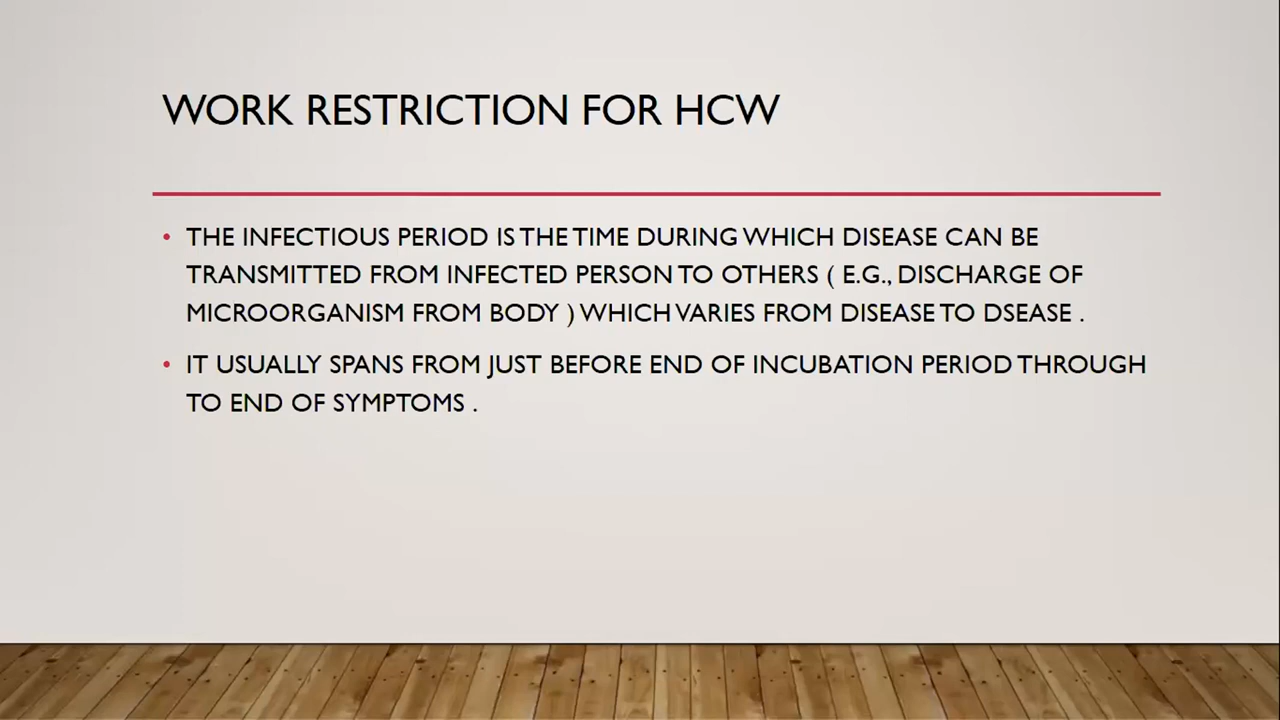 WORK RESTRICTION FOR HCW
• THE INFECTIOUS PERIOD IS THE TIME DURING WHICH DISEASE CAN BE
TRANSMITTED FROM INFECTED PERSON TO OTHERS ( E.G., DISCHARGE OF
MICROORGANISM FROM BODY ) WHICH VARIES FROM DISEASE TO DSEASE .
• IT USUALLY SPANS FROM JUST BEFORE END OF INCUBATION PERIOD THROUGH
TO END OF SYMPTOMS .